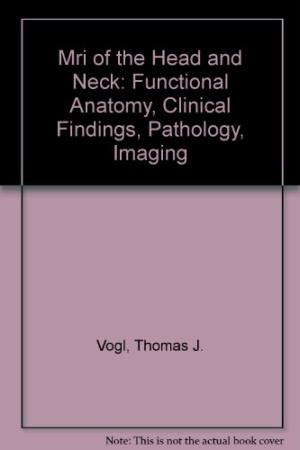 Mri of the Head and
Neck: Functional
Anatomy, Clinical
Findings, Pathology,
Imaging
Vogl, Thomas J.
Note: This is not the actual book cover